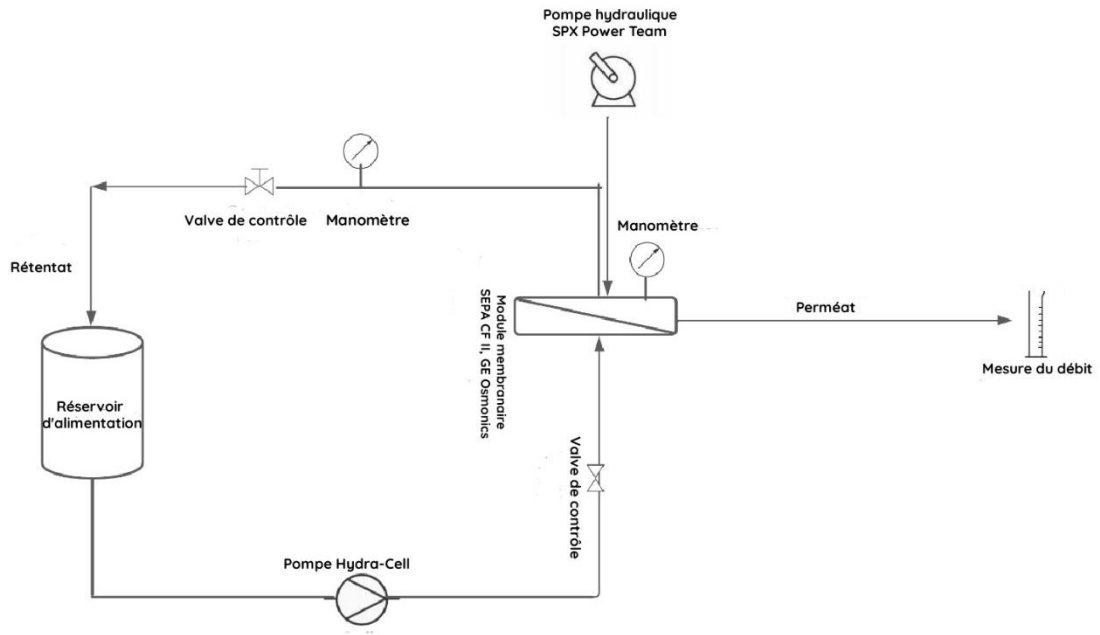 Pompe hydraulique
SPX Power Team
Valve de contrôle
Manomètre
Manomètre
Rétentat
Module membranaire
SEPA CF II, GE Osmonics
Perméat
Mesure du débit
Réservoir
d'alimentation
Valve de contrôle
Pompe Hydra-Cell